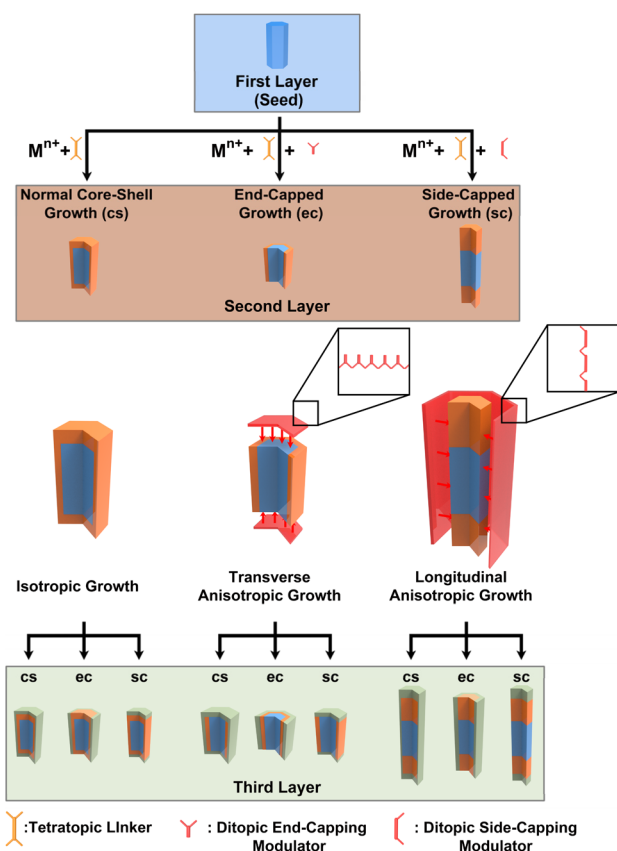 First Layer
(Seed)
Mⁿ⁺+
Mⁿ⁺+ +
Mⁿ⁺+ +
Normal Core-Shell
Growth (cs)
End-Capped
Growth (ec)
Side-Capped
Growth (sc)
Second Layer
Isotropic Growth
Transverse
Anisotropic Growth
Longitudinal
Anisotropic Growth
cs ec sc
cs ec sc
cs ec sc
Third Layer
:Tetratopic LInker
: Ditopic End-Capping
Modulator
: Ditopic Side-Capping
Modulator